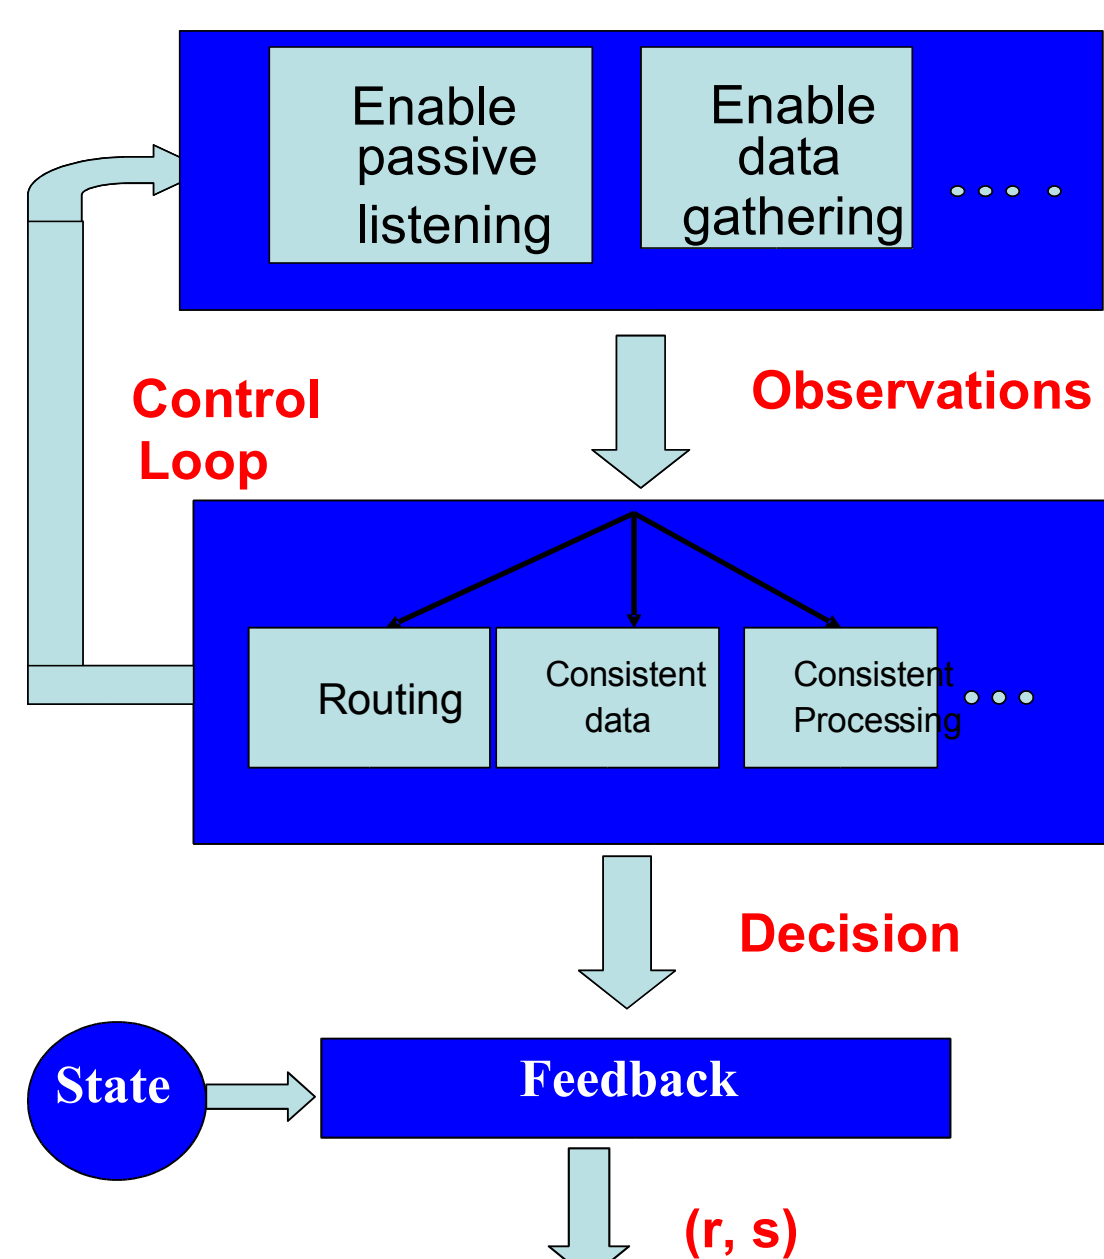 Enable
passive
listening
Enable
data
gathering
Control
Loop
Observations
Routing
Consistent
data
Consistent
Processing
Decision
State
Feedback
(r, s)